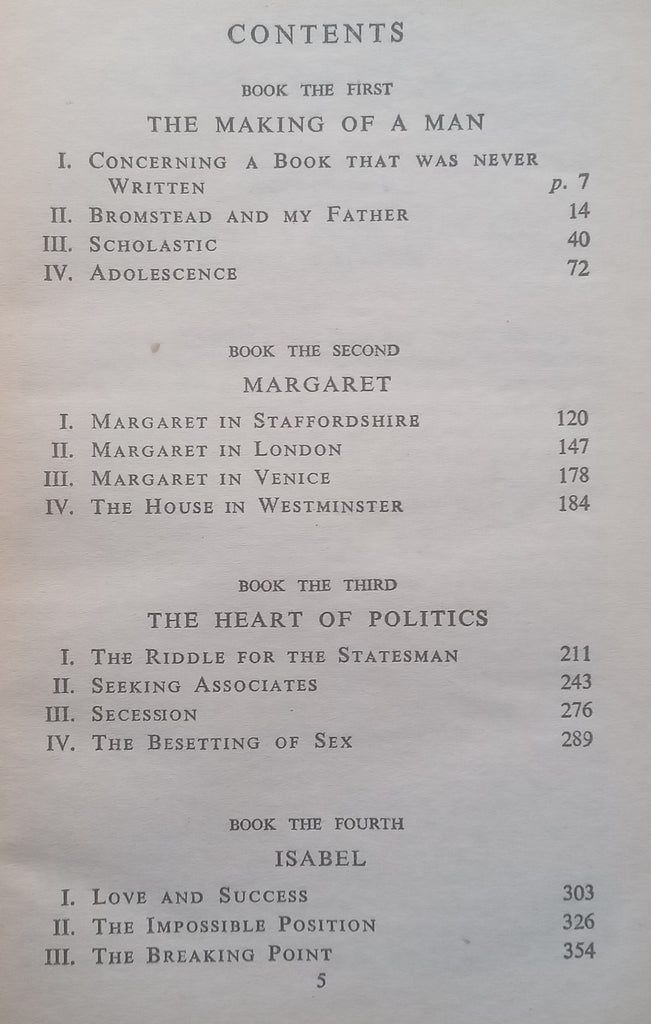 CONTENTS
BOOK THE FIRST
THE MAKING OF A MAN
I. CONCERNING A BOOK THAT WAS NEVER
WRITTEN p. 7
II. BROMSTEAD AND MY FATHER 14
III. SCHOLASTIC 40
IV. ADOLESCENCE 72
BOOK THE SECOND
MARGARET
I. MARGARET IN STAFFORDSHIRE 120
II. MARGARET IN LONDON 147
III. MARGARET IN VENICE 178
IV. THE HOUSE IN WESTMINSTER 184
BOOK THE THIRD
THE HEART OF POLITICS
I. THE RIDDLE FOR THE STATESMAN 211
II. SEEKING ASSOCIATES 243
III. SECESSION 276
IV. THE BESETTING OF SEX 289
BOOK THE FOURTH
ISABEL
I. LOVE AND SUCCESS 303
II. THE IMPOSSIBLE POSITION 326
III. THE BREAKING POINT 354
5